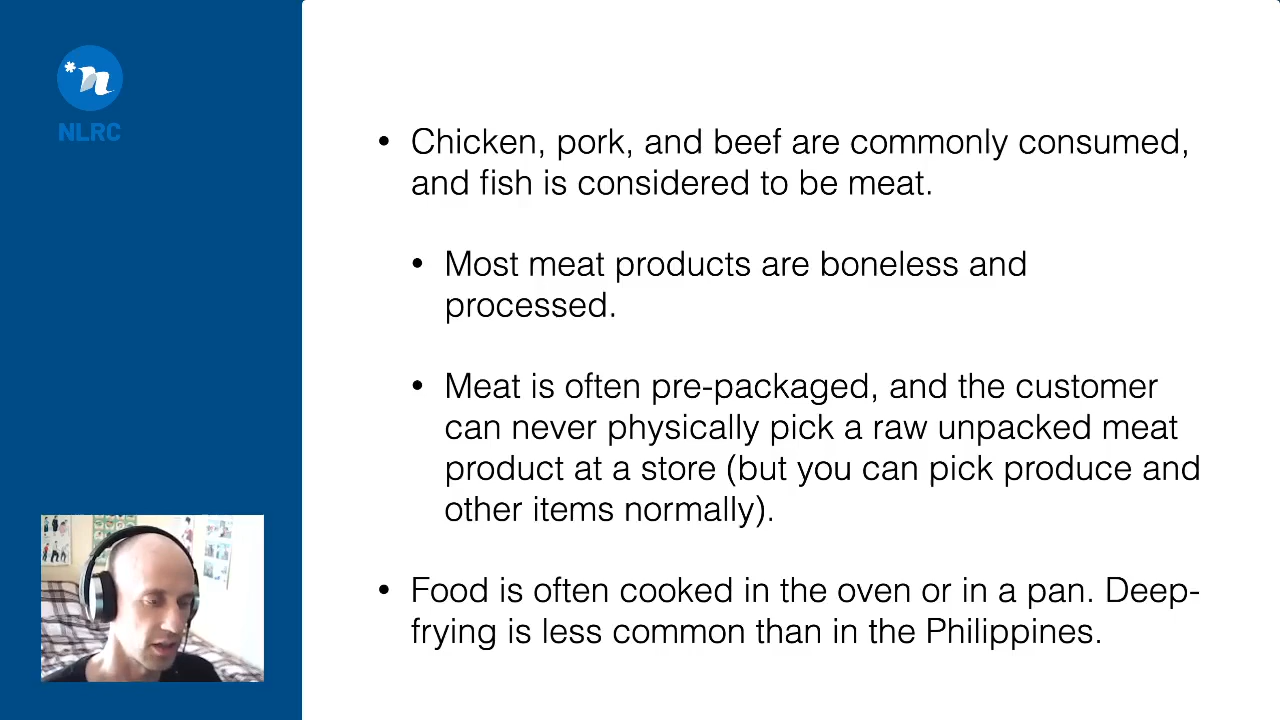 NLRC
• Chicken, pork, and beef are commonly consumed,
and fish is considered to be meat.
• Most meat products are boneless and
processed.
• Meat is often pre-packaged, and the customer
can never physically pick a raw unpacked meat
product at a store (but you can pick produce and
other items normally).
• Food is often cooked in the oven or in a pan. Deep-
frying is less common than in the Philippines.